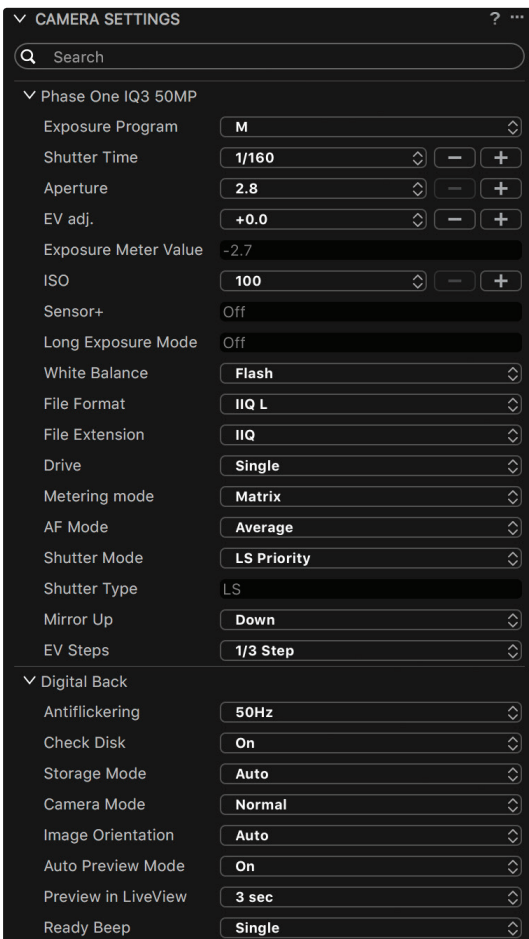 CAMERA SETTINGS ? ...
Search
Phase One IQ3 50MP
Exposure Program M
Shutter Time 1/160 − +
Aperture 2.8 − +
EV adj. +0.0 − +
Exposure Meter Value -2.7
ISO 100 − +
Sensor+ Off
Long Exposure Mode Off
White Balance Flash
File Format IIQ L
File Extension IIQ
Drive Single
Metering mode Matrix
AF Mode Average
Shutter Mode LS Priority
Shutter Type LS
Mirror Up Down
EV Steps 1/3 Step
Digital Back
Antiflickering 50Hz
Check Disk On
Storage Mode Auto
Camera Mode Normal
Image Orientation Auto
Auto Preview Mode On
Preview in LiveView 3 sec
Ready Beep Single